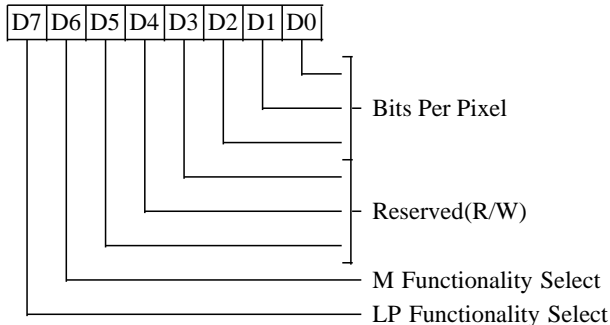 D7 D6 D5 D4 D3 D2 D1 D0
Bits Per Pixel
Reserved(R/W)
M Functionality Select
LP Functionality Select